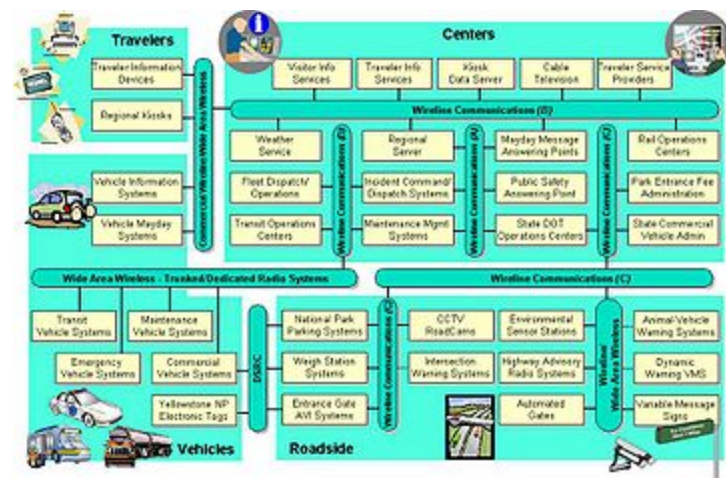 Travelers
Centers
Traveler Information
Devices
Regional Kiosks
Commercial Wireline/Wide Area Wireless
Visitor Info
Services
Traveler Info
Services
Kiosk
Data Server
Cable
Television
Traveler Service
Providers
Wireline Communications (B)
Weather
Service
Regional
Server
Mayday Message
Answering Points
Rail Operations
Centers
Vehicle Information
Systems
Fleet Dispatch/
Operations
Incident Command/
Dispatch Systems
Public Safety
Answering Point
Park Entrance Fee
Administration
Vehicle Mayday
Systems
Transit Operations
Centers
Maintenance Mgmt
Systems
State DOT
Operations Centers
State Commercial
Vehicle Admin
Wireline Communications (D)
Wireline Communications (A)
Wireline Communications (C)
Wide Area Wireless - Trunked/Dedicated Radio Systems
Wireline Communications (C)
Transit
Vehicle Systems
Maintenance
Vehicle Systems
Emergency
Vehicle Systems
Commercial
Vehicle Systems
Yellowstone NP
Electronic Tags
Vehicles
DSRC
National Park
Parking Systems
Weigh Station
Systems
Entrance Gate
AVI Systems
Wireline Communications (C)
CCTV
RoadCams
Intersection
Warning Systems
Environmental
Sensor Stations
Highway Advisory
Radio Systems
Automated
Gates
Wireline/
Wide Area Wireless
Animal-Vehicle
Warning Systems
Dynamic
Warning VMS
Variable Message
Signs
Roadside